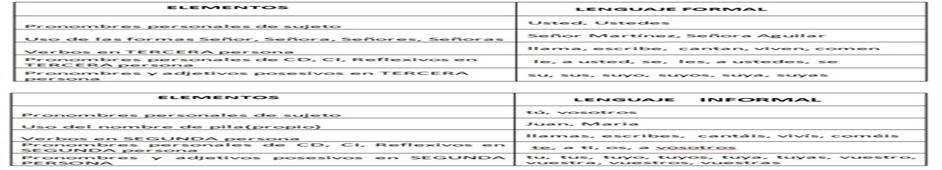 ELEMENTOS LENGUAJE FORMAL
Pronombres personales de sujeto Usted, Ustedes
Uso de las formas Señor, Señora, Señores, Señoras Señor Martínez, Señora Aguilar
Verbos en TERCERA persona llama, escribe, cantan, viven, comen
Pronombres personales de CD, CI, Reflexivos en le, a usted, se, les, a ustedes, se
TERCERA persona
Pronombres y adjetivos posesivos en TERCERA su, sus, suyo, suyos, suya, suyas
persona
ELEMENTOS LENGUAJE INFORMAL
Pronombres personales de sujeto tú, vosotros
Uso del nombre de pila(propio) Juan, Maria
Verbos en SEGUNDA persona llamas, escribes, cantáis, vivís, coméis
Pronombres personales de CD, CI, Reflexivos en te, a ti, os, a vosotros
SEGUNDA persona
Pronombres y adjetivos posesivos en SEGUNDA tu, tus, tuyo, tuyos, tuya, tuyas, vuestro,
PERSONA vuestra, vuestros, vuestras